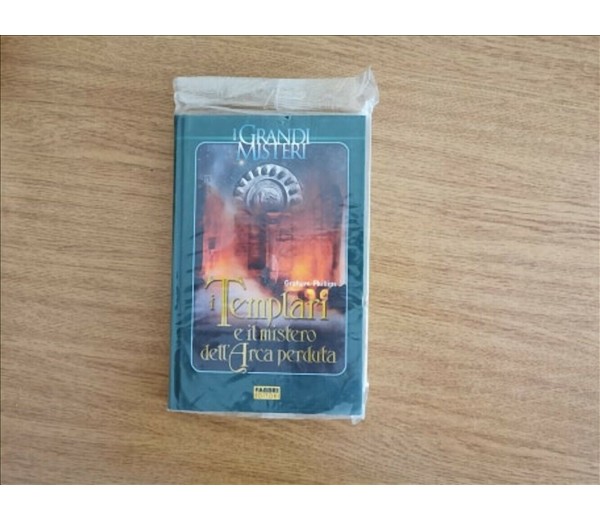 I GRANDI
MISTERI
Graham Phillips
i Templari
e il mistero
dell'Arca perduta
FABBRI
EDITORI